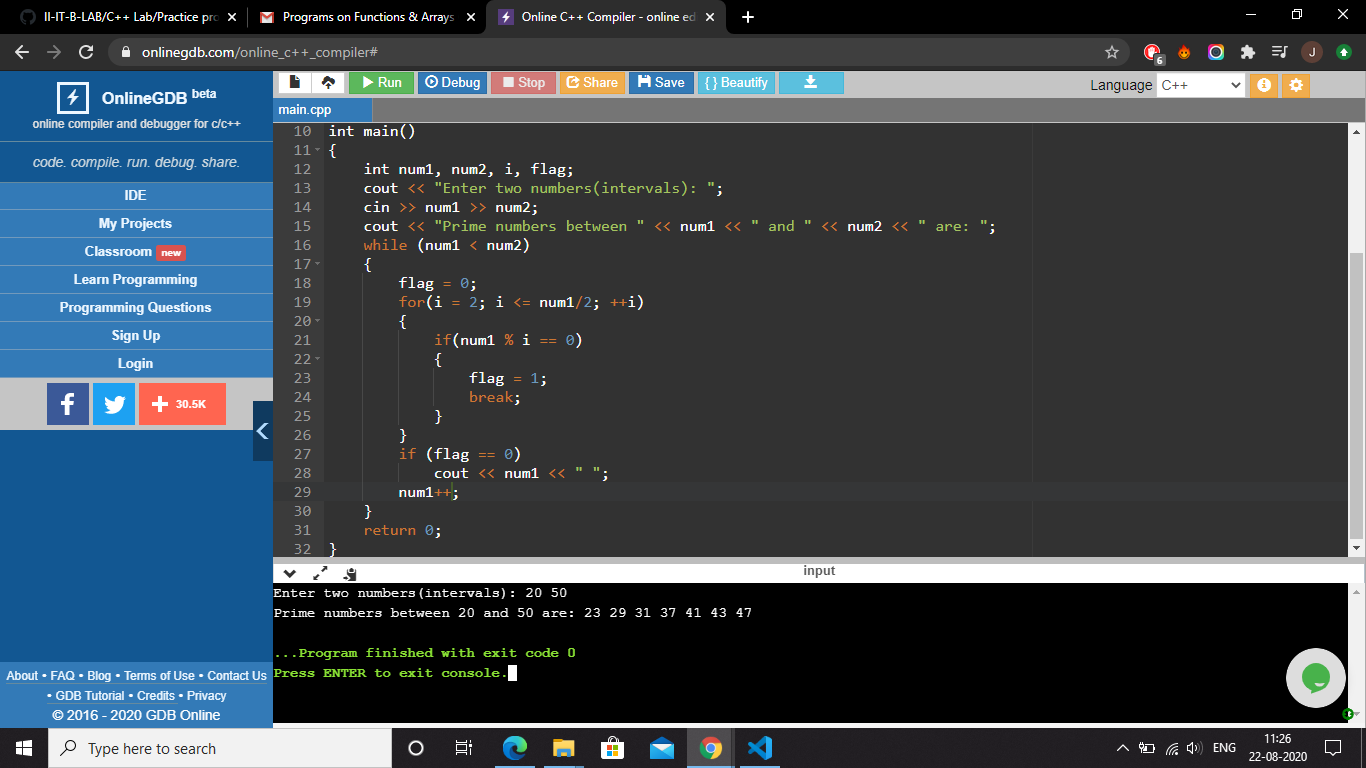 II-IT-B-LAB/C++ Lab/Practice pro
Programs on Functions & Arrays
Online C++ Compiler - online ed
onlinegdb.com/online_c++_compiler#
6
J
OnlineGDB beta
online compiler and debugger for c/c++
code. compile. run. debug. share.
IDE
My Projects
Classroom new
Learn Programming
Programming Questions
Sign Up
Login
30.5K
About • FAQ • Blog • Terms of Use • Contact Us
• GDB Tutorial • Credits • Privacy
© 2016 - 2020 GDB Online
Run Debug Stop Share Save { } Beautify
Language C++
main.cpp
10 int main()
11 {
12 int num1, num2, i, flag;
13 cout << "Enter two numbers(intervals): ";
14 cin >> num1 >> num2;
15 cout << "Prime numbers between " << num1 << " and " << num2 << " are: ";
16 while (num1 < num2)
17 {
18 flag = 0;
19 for(i = 2; i <= num1/2; ++i)
20 {
21 if(num1 % i == 0)
22 {
23 flag = 1;
24 break;
25 }
26 }
27 if (flag == 0)
28 cout << num1 << " ";
29 num1++;
30 }
31 return 0;
32 }
input
Enter two numbers(intervals): 20 50
Prime numbers between 20 and 50 are: 23 29 31 37 41 43 47
...Program finished with exit code 0
Press ENTER to exit console.
Type here to search
ENG
11:26
22-08-2020